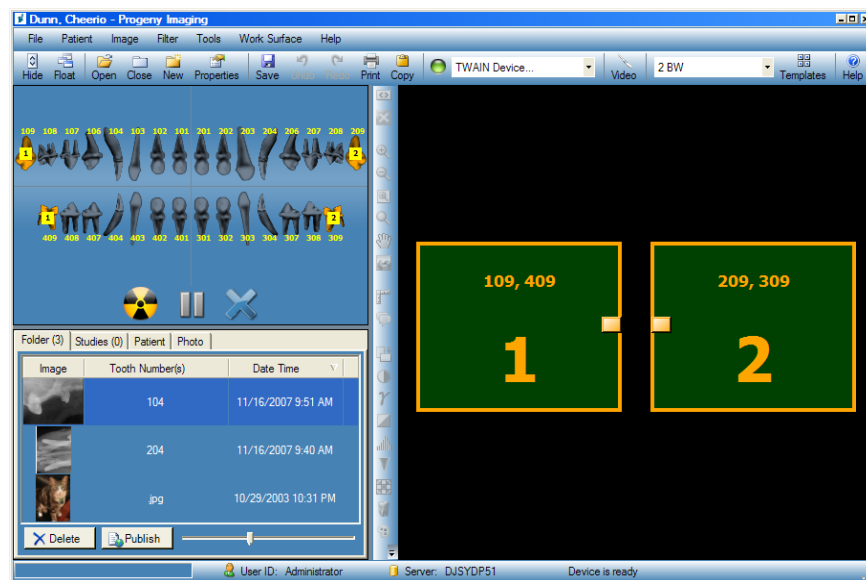 Dunn, Cheerio - Progeny Imaging
File Patient Image Filter Tools Work Surface Help
Hide Float Open Close New Properties Save Undo Redo Print Copy TWAIN Device... Video 2 BW Templates Help
109 108 107 106 104 103 102 101 201 202 203 204 206 207 208 209
1 2
1 2
409 408 407 404 403 402 401 301 302 303 304 307 308 309
109, 409 209, 309
1 2
Folder (3) Studies (0) Patient Photo
Image Tooth Number(s) Date Time
104 11/16/2007 9:51 AM
204 11/16/2007 9:40 AM
.jpg 10/29/2003 10:31 PM
Delete Publish
User ID: Administrator Server: DJSYDP51 Device is ready